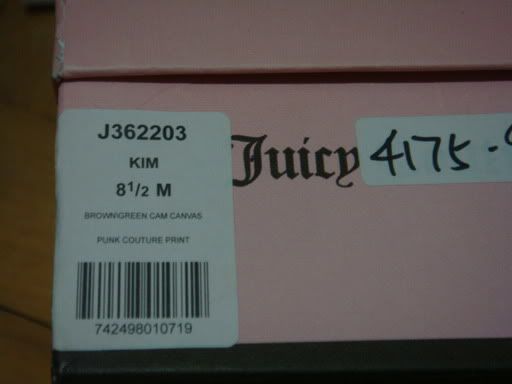 J362203
KIM
8 1/2 M
BROWN\GREEN CAM CANVAS
PUNK COUTURE PRINT
742498010719
Juicy
4175-